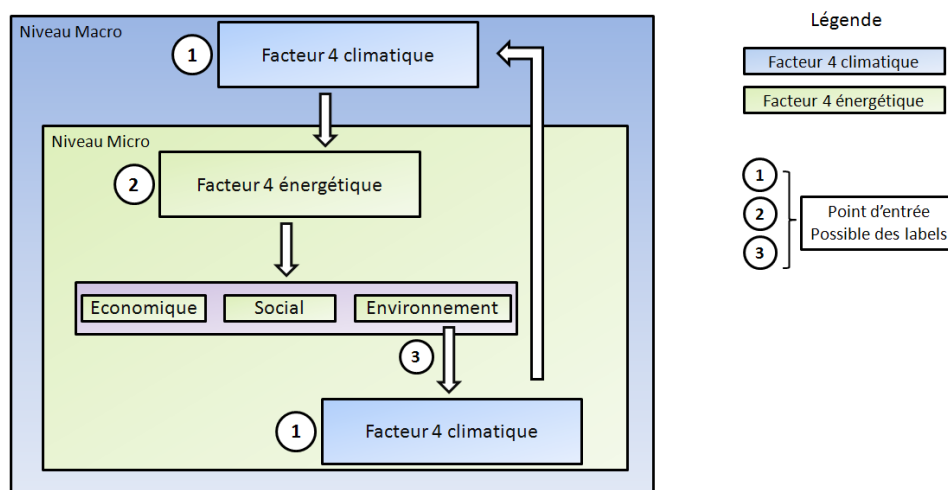 Niveau Macro
1
Facteur 4 climatique
Niveau Micro
2
Facteur 4 énergétique
Economique
Social
Environnement
3
1
Facteur 4 climatique
Légende
Facteur 4 climatique
Facteur 4 énergétique
1
2
3
Point d'entrée
Possible des labels